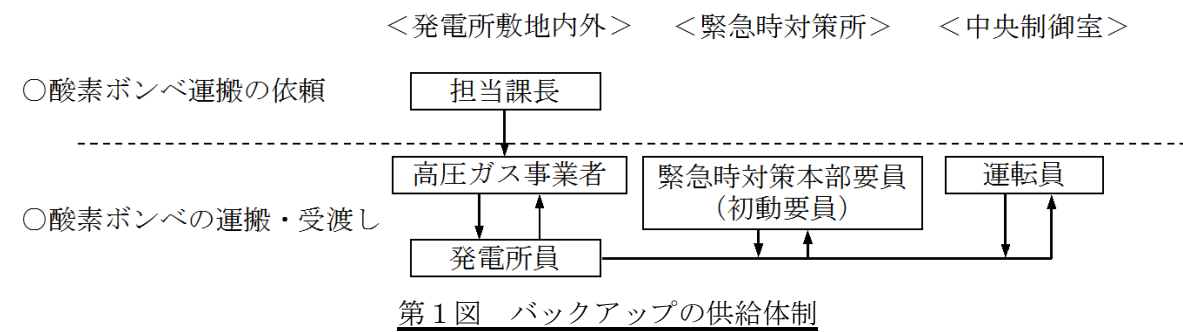 ＜発電所敷地内外＞　＜緊急時対策所＞　＜中央制御室＞
○酸素ボンベ運搬の依頼　担当課長
高圧ガス事業者　緊急時対策本部要員　運転員
（初動要員）
○酸素ボンベの運搬・受渡し
発電所員
第１図　バックアップの供給体制